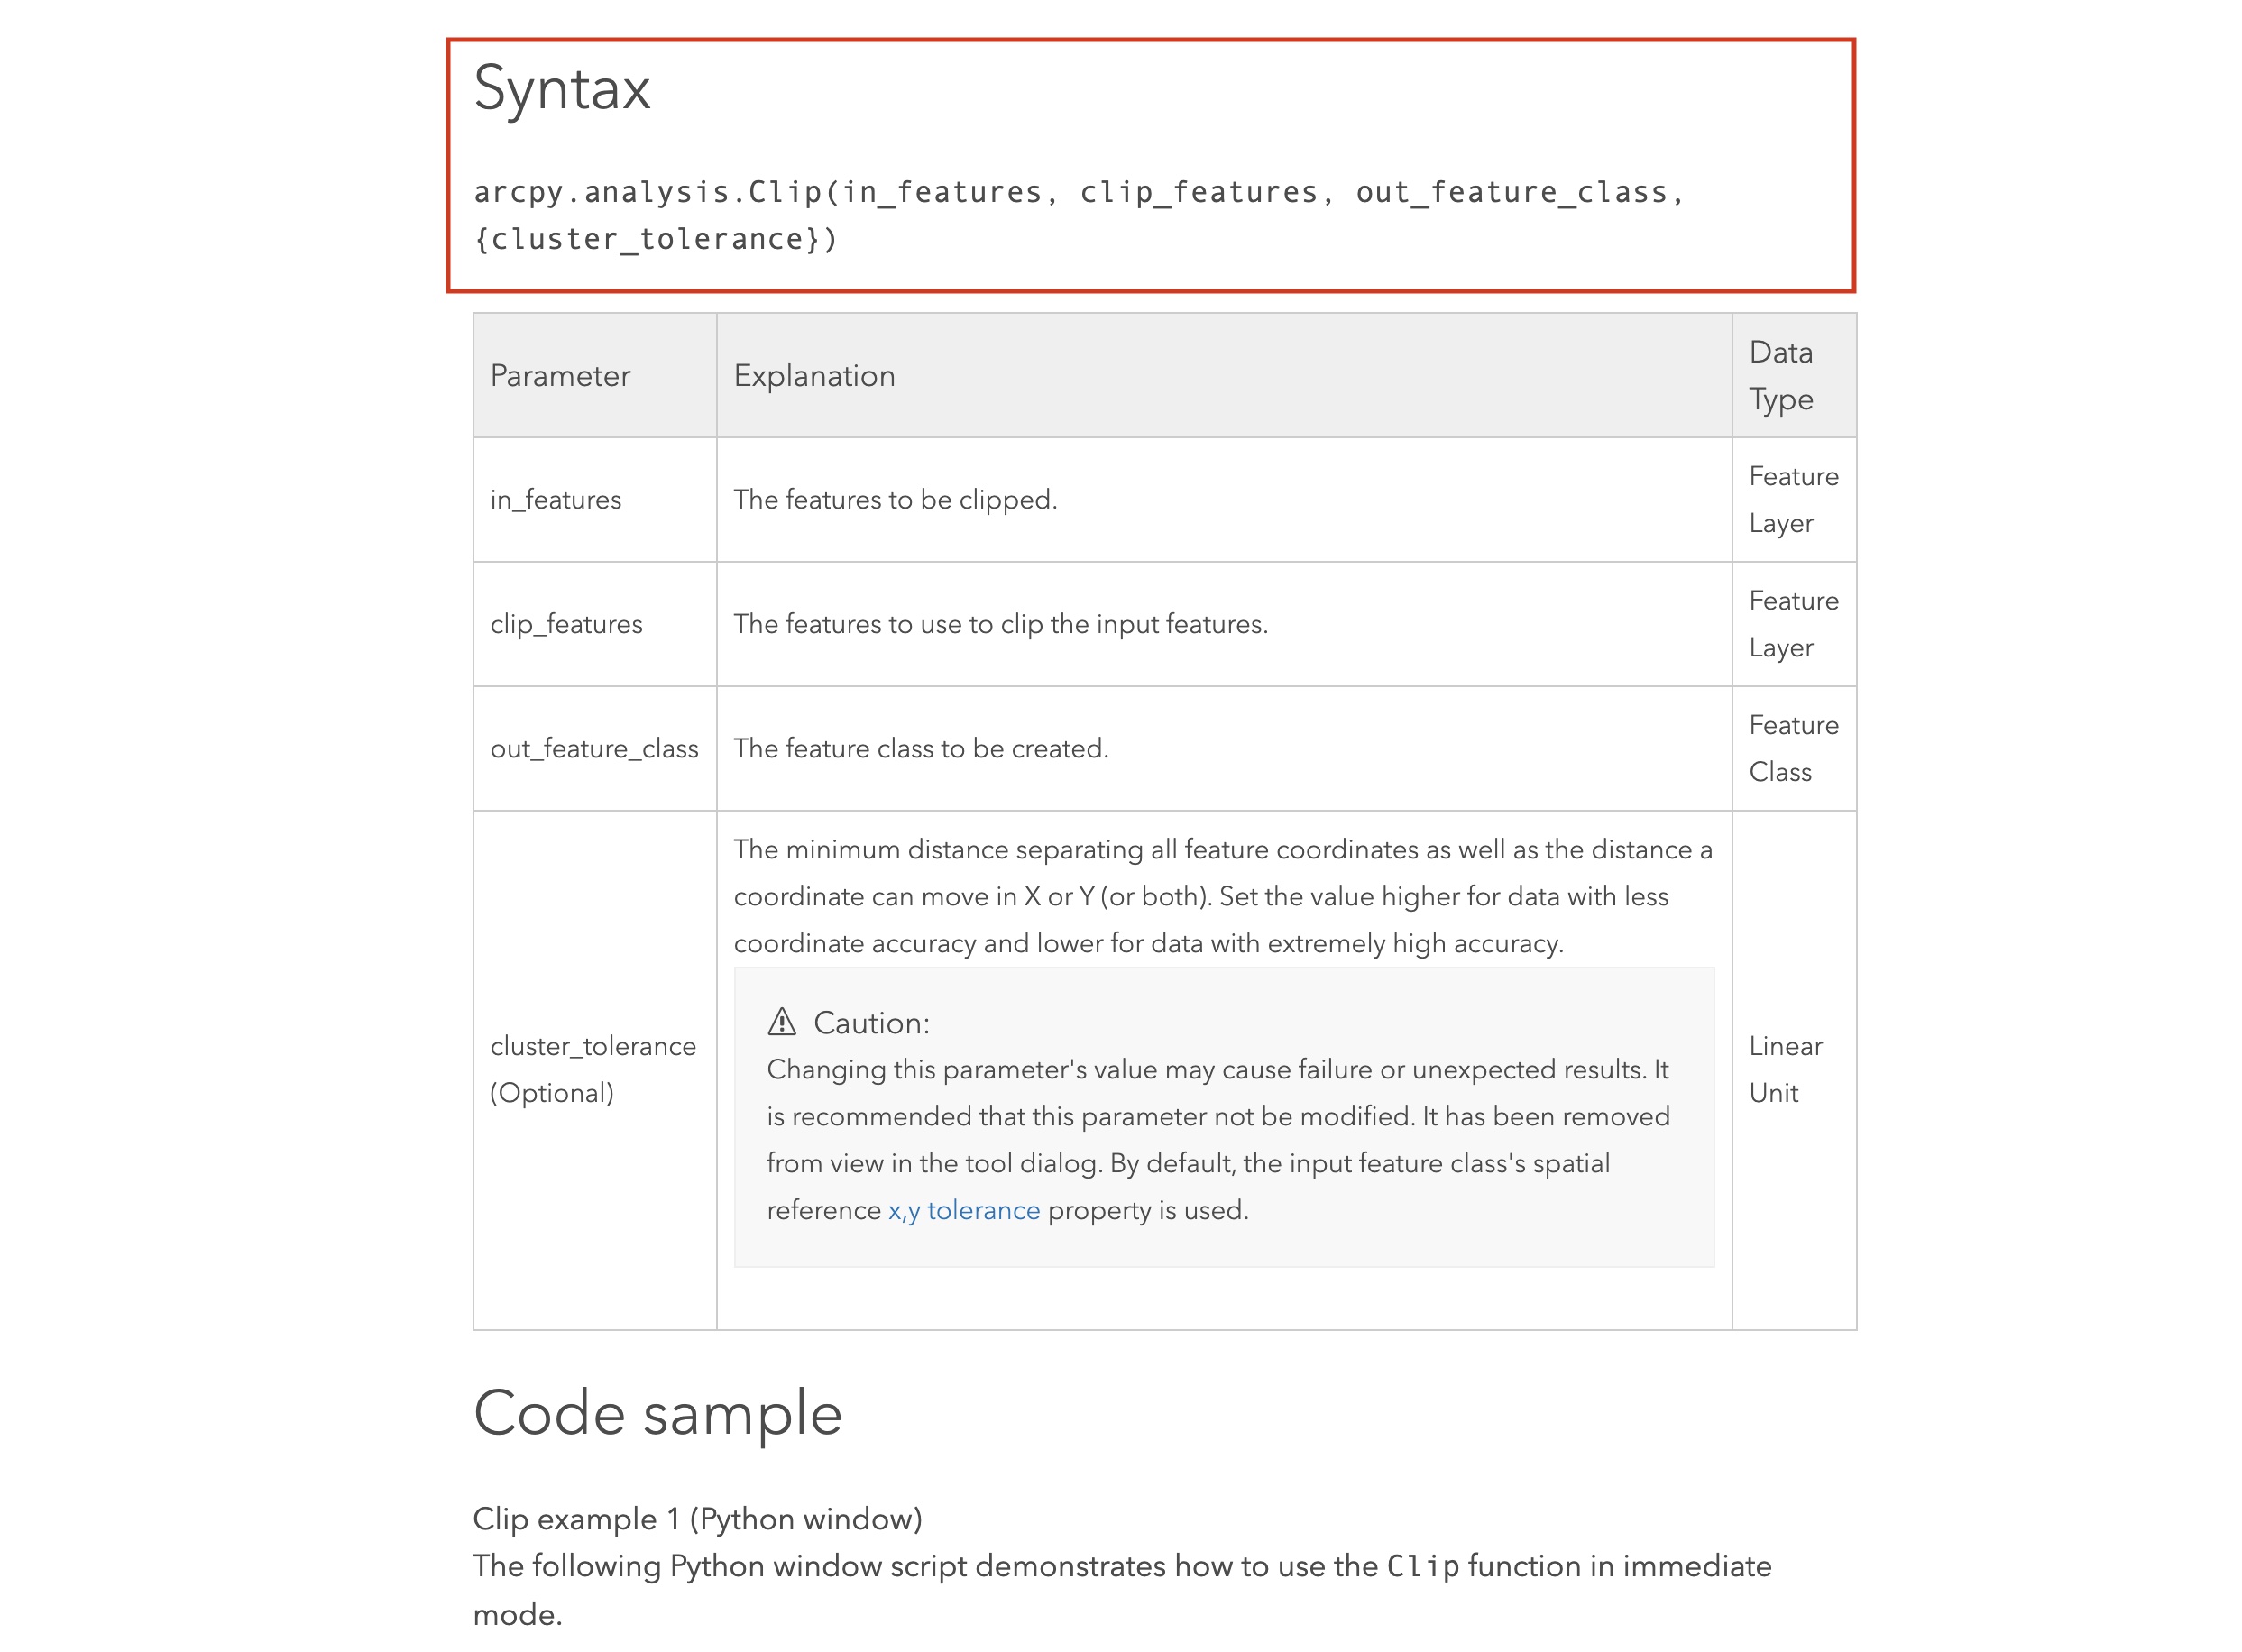 Syntax
arcpy.analysis.Clip(in_features, clip_features, out_feature_class,
{cluster_tolerance})
Parameter
Explanation
Data
Type
in_features
The features to be clipped.
Feature
Layer
clip_features
The features to use to clip the input features.
Feature
Layer
out_feature_class
The feature class to be created.
Feature
Class
cluster_tolerance
(Optional)
The minimum distance separating all feature coordinates as well as the distance a
coordinate can move in X or Y (or both). Set the value higher for data with less
coordinate accuracy and lower for data with extremely high accuracy.
Caution:
Changing this parameter's value may cause failure or unexpected results. It
is recommended that this parameter not be modified. It has been removed
from view in the tool dialog. By default, the input feature class's spatial
reference x,y tolerance property is used.
Linear
Unit
Code sample
Clip example 1 (Python window)
The following Python window script demonstrates how to use the Clip function in immediate
mode.